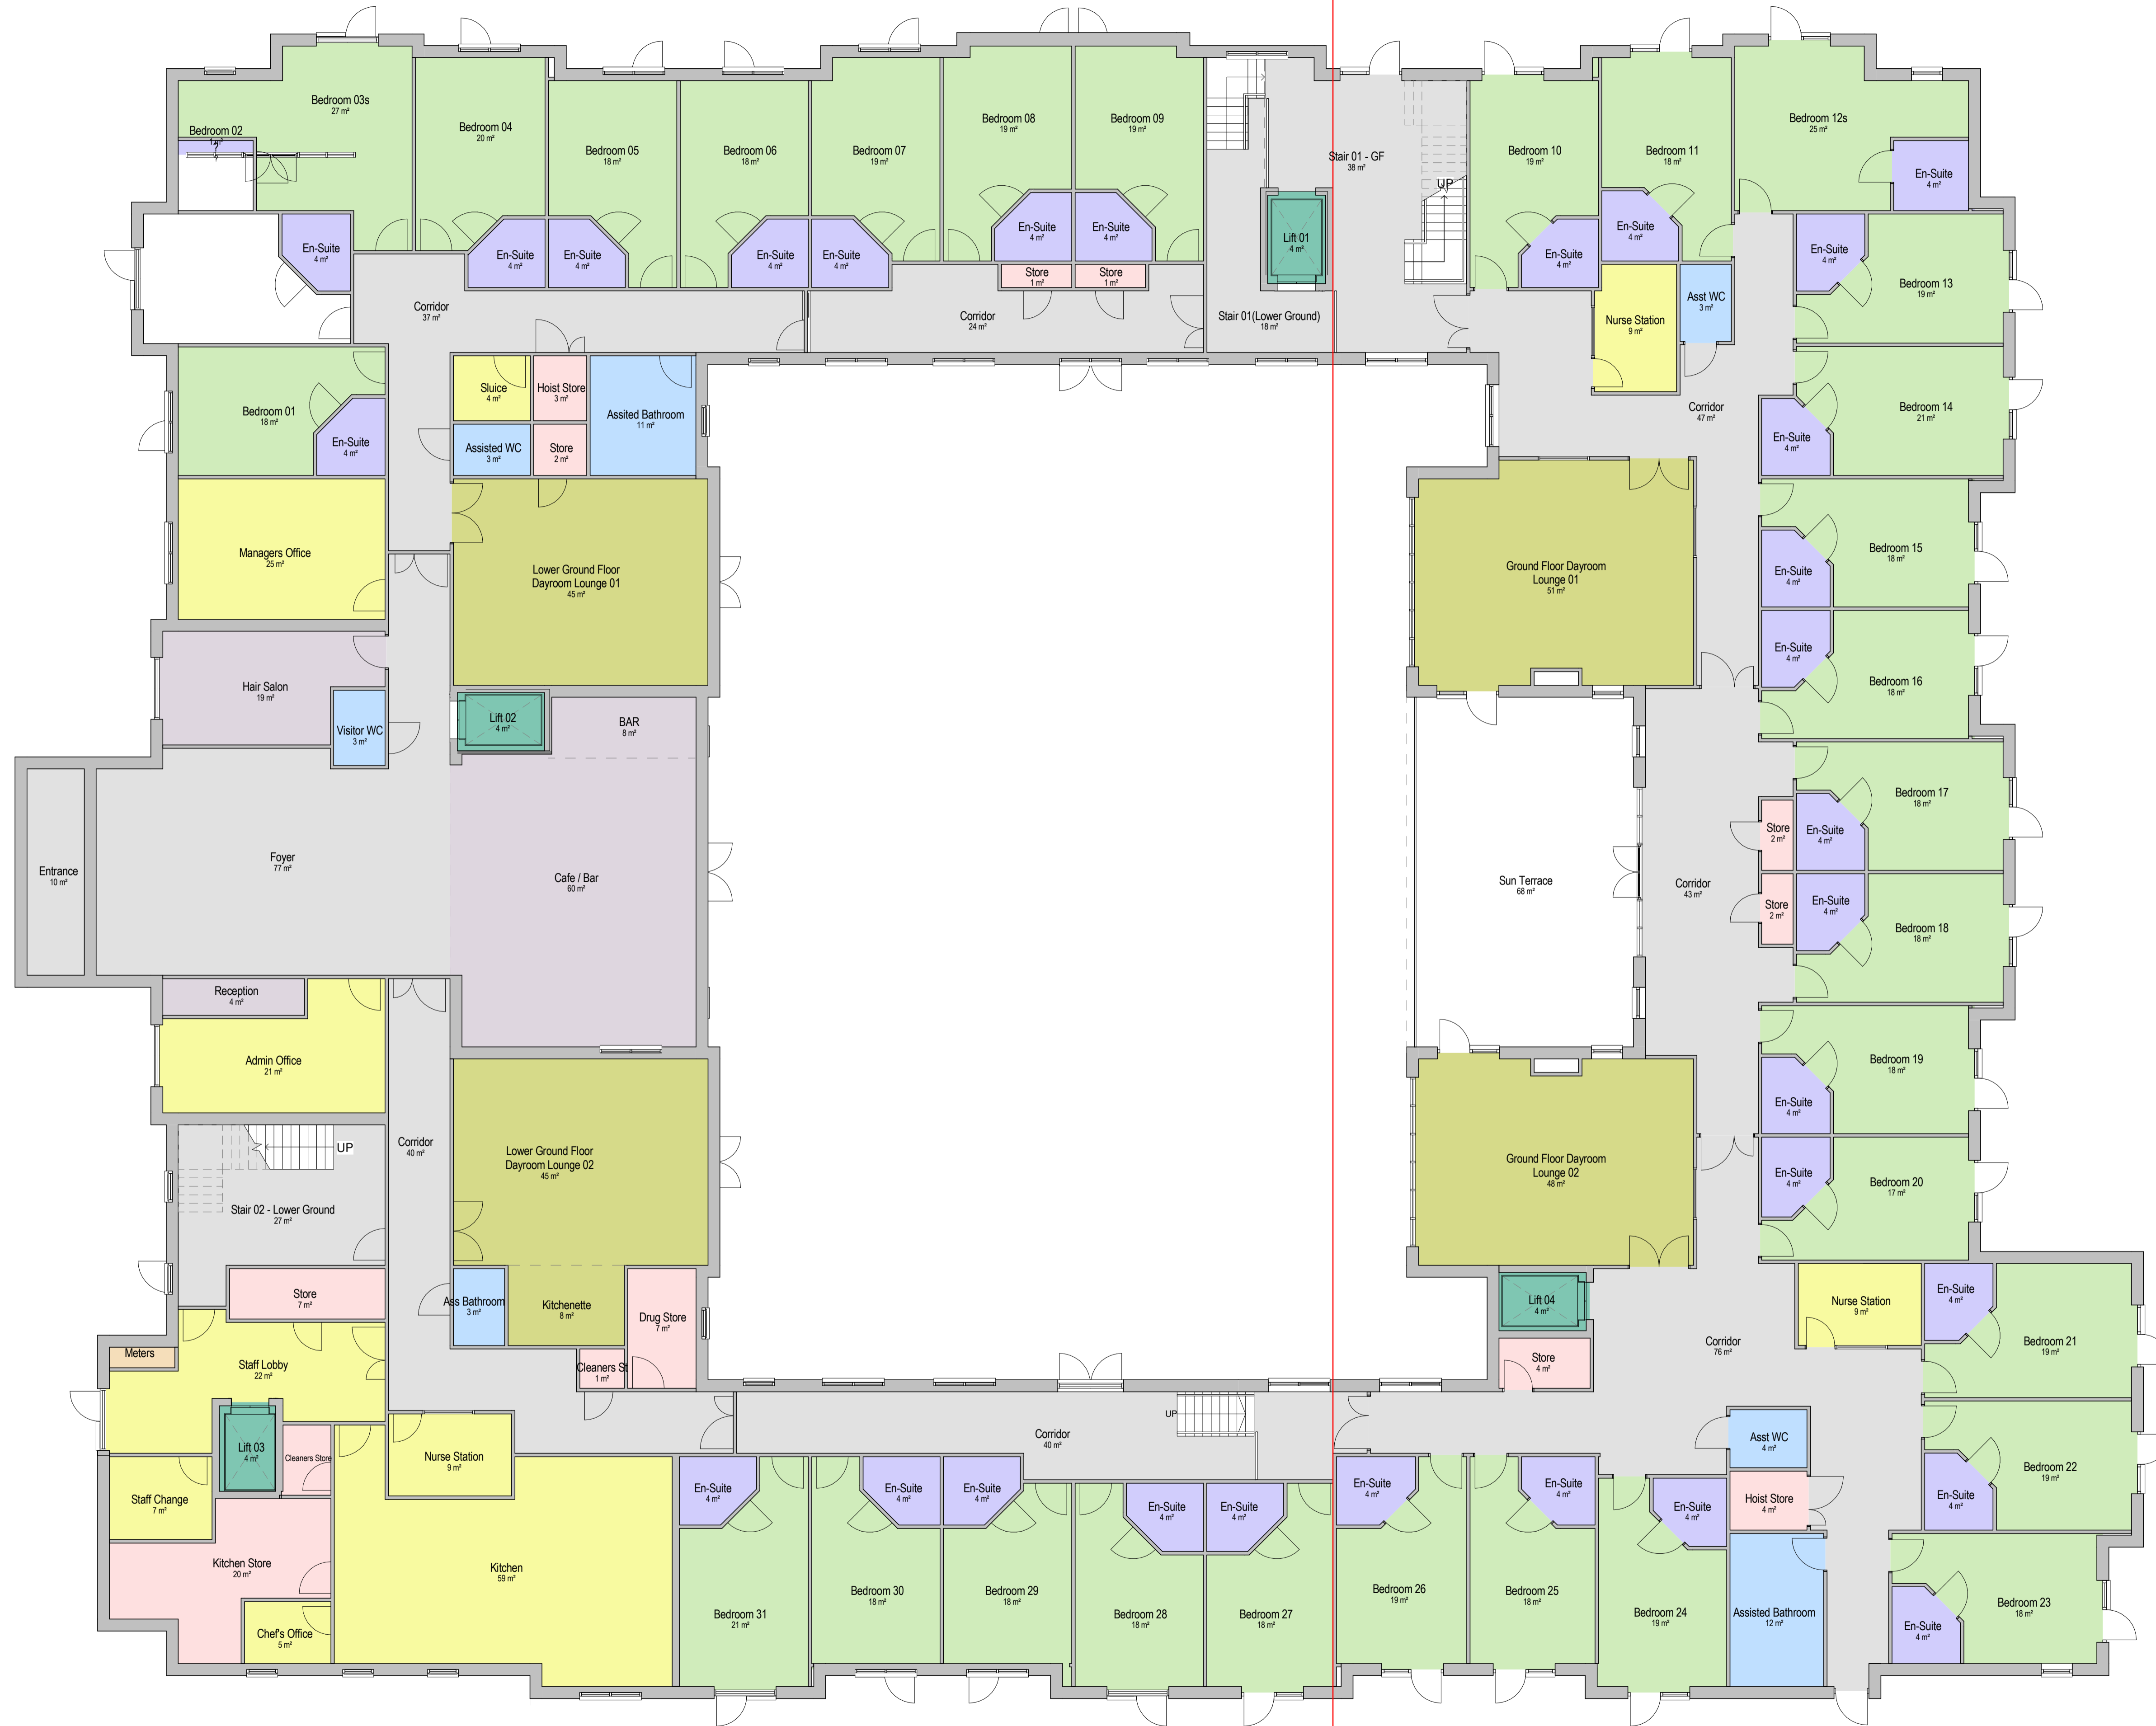 Bedroom 03s
27 m²
Bedroom 02
Bedroom 04
20 m²
Bedroom 05
18 m²
Bedroom 06
18 m²
Bedroom 07
19 m²
Bedroom 08
19 m²
Bedroom 09
19 m²
Stair 01 - GF
38 m²
UP
Bedroom 10
19 m²
Bedroom 11
18 m²
Bedroom 12s
25 m²
En-Suite
4 m²
En-Suite
4 m²
En-Suite
4 m²
En-Suite
4 m²
En-Suite
4 m²
En-Suite
4 m²
En-Suite
4 m²
En-Suite
4 m²
Lift 01
4 m²
En-Suite
4 m²
En-Suite
4 m²
En-Suite
4 m²
Bedroom 13
19 m²
Store
1 m²
Store
1 m²
Corridor
37 m²
Corridor
24 m²
Stair 01(Lower Ground)
18 m²
Nurse Station
9 m²
Asst WC
3 m²
Bedroom 01
18 m²
En-Suite
4 m²
Sluice
4 m²
Hoist Store
3 m²
Assited Bathroom
11 m²
Assisted WC
3 m²
Store
2 m²
Corridor
47 m²
Bedroom 14
21 m²
En-Suite
4 m²
Managers Office
25 m²
Lower Ground Floor
Dayroom Lounge 01
45 m²
Ground Floor Dayroom
Lounge 01
51 m²
Bedroom 15
18 m²
En-Suite
4 m²
En-Suite
4 m²
Bedroom 16
18 m²
Hair Salon
19 m²
Visitor WC
3 m²
Lift 02
4 m²
BAR
8 m²
Bedroom 17
18 m²
Store
2 m²
En-Suite
4 m²
Entrance
10 m²
Foyer
77 m²
Cafe / Bar
60 m²
Sun Terrace
68 m²
Corridor
43 m²
Store
2 m²
En-Suite
4 m²
Bedroom 18
18 m²
Reception
4 m²
Admin Office
21 m²
Bedroom 19
18 m²
En-Suite
4 m²
UP
Corridor
40 m²
Lower Ground Floor
Dayroom Lounge 02
45 m²
Ground Floor Dayroom
Lounge 02
48 m²
En-Suite
4 m²
Bedroom 20
17 m²
Stair 02 - Lower Ground
27 m²
Store
7 m²
Ass Bathroom
3 m²
Kitchenette
8 m²
Drug Store
7 m²
Lift 04
4 m²
Nurse Station
9 m²
En-Suite
4 m²
Bedroom 21
19 m²
Meters
Staff Lobby
22 m²
Cleaners St
1 m²
Store
4 m²
Corridor
76 m²
Lift 03
4 m²
Cleaners Store
Nurse Station
9 m²
UP
Corridor
40 m²
Asst WC
4 m²
Bedroom 22
19 m²
En-Suite
4 m²
Staff Change
7 m²
En-Suite
4 m²
En-Suite
4 m²
En-Suite
4 m²
En-Suite
4 m²
En-Suite
4 m²
En-Suite
4 m²
En-Suite
4 m²
En-Suite
4 m²
Hoist Store
4 m²
Kitchen Store
20 m²
Kitchen
59 m²
Chef's Office
5 m²
Bedroom 31
21 m²
Bedroom 30
18 m²
Bedroom 29
18 m²
Bedroom 28
18 m²
Bedroom 27
18 m²
Bedroom 26
19 m²
Bedroom 25
18 m²
Bedroom 24
19 m²
Assisted Bathroom
12 m²
En-Suite
4 m²
Bedroom 23
18 m²